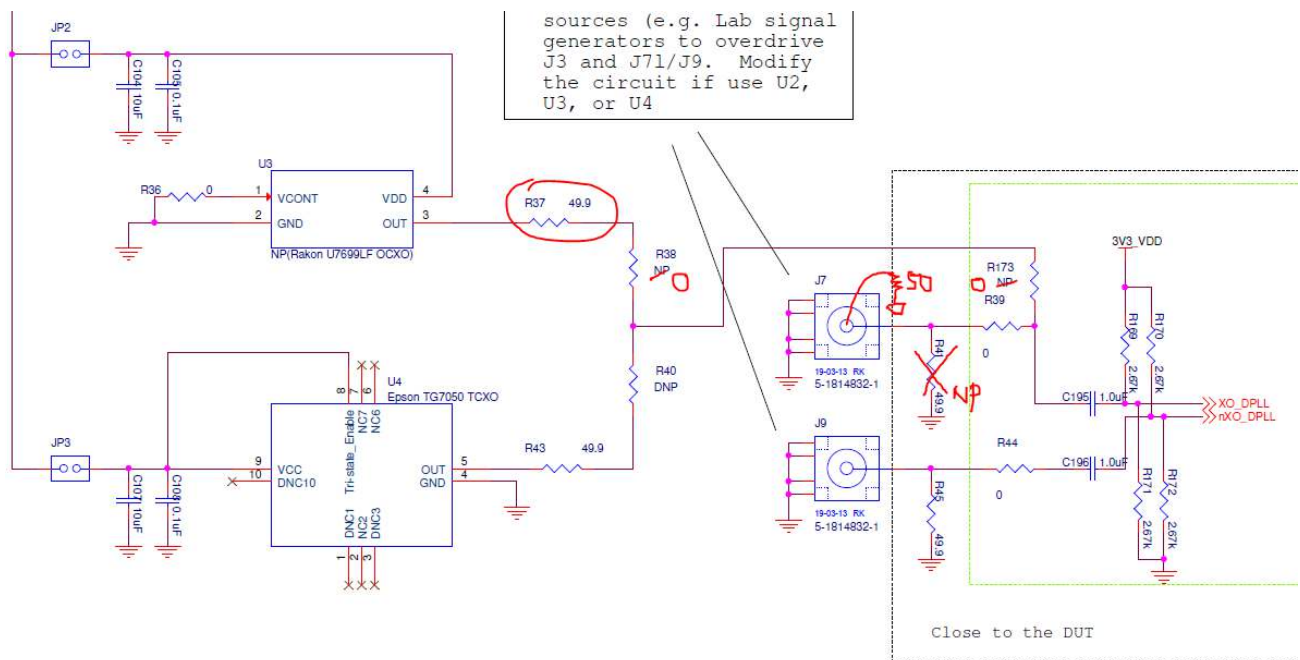 sources (e.g. Lab signal
generators to overdrive
J3 and J7l/J9.  Modify
the circuit if use U2,
U3, or U4
JP2
C104
10uF
C105
0.1uF
U3
R36
0
1
VCONT
VDD
4
2
GND
OUT
3
NP(Rakon U7699LF OCXO)
R37
49.9
R38
NP
0
R40
DNP
J7
19-03-13 RK
5-1814832-1
R41
49.9
NP
R173
NP
0
R39
0
3V3_VDD
R169
2.67k
R170
2.67k
C195
1.0uF
XO_DPLL
nXO_DPLL
U4
Epson TG7050 TCXO
8
7
6
Tri-state_Enable
NC7
NC6
JP3
9
VCC
10
DNC10
OUT
5
GND
4
DNC1
NC2
DNC3
1
2
3
C107
10uF
C108
0.1uF
R43
49.9
J9
19-03-13 RK
5-1814832-1
R45
49.9
R44
0
C196
1.0uF
R171
2.67k
R172
2.67k
Close to the DUT